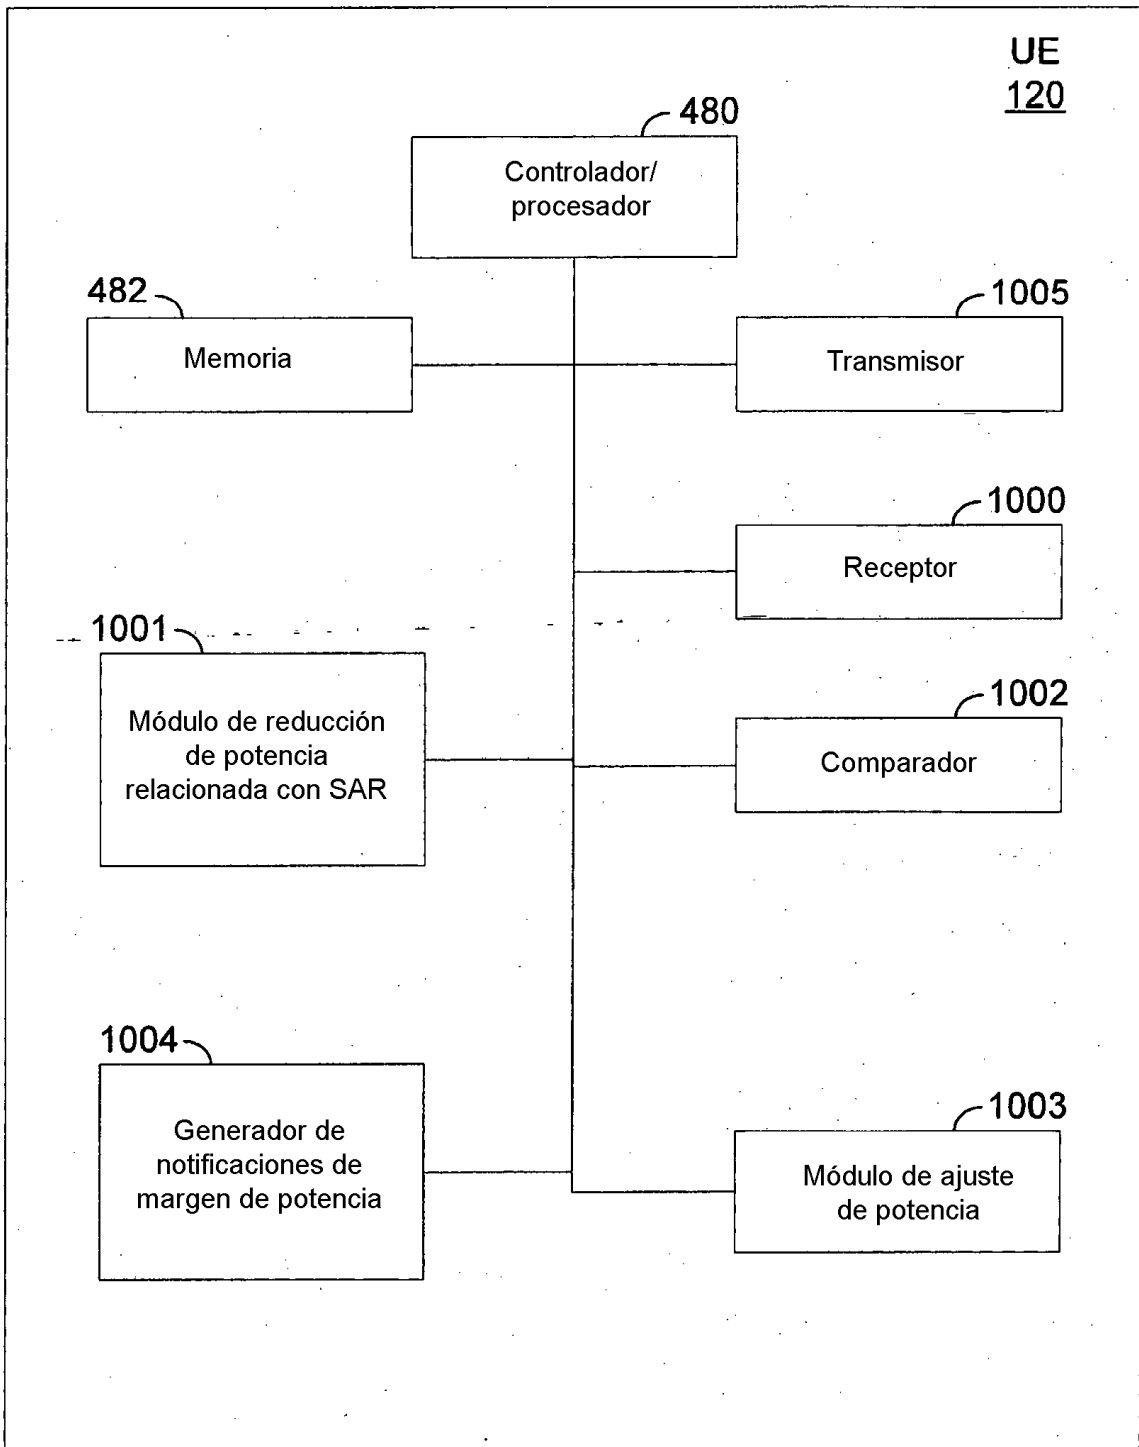 UE
120
480
Controlador/
procesador
482
Memoria
1005
Transmisor
1000
Receptor
1001
Módulo de reducción
de potencia
relacionada con SAR
1002
Comparador
1004
Generador de
notificaciones de
margen de potencia
1003
Módulo de ajuste
de potencia